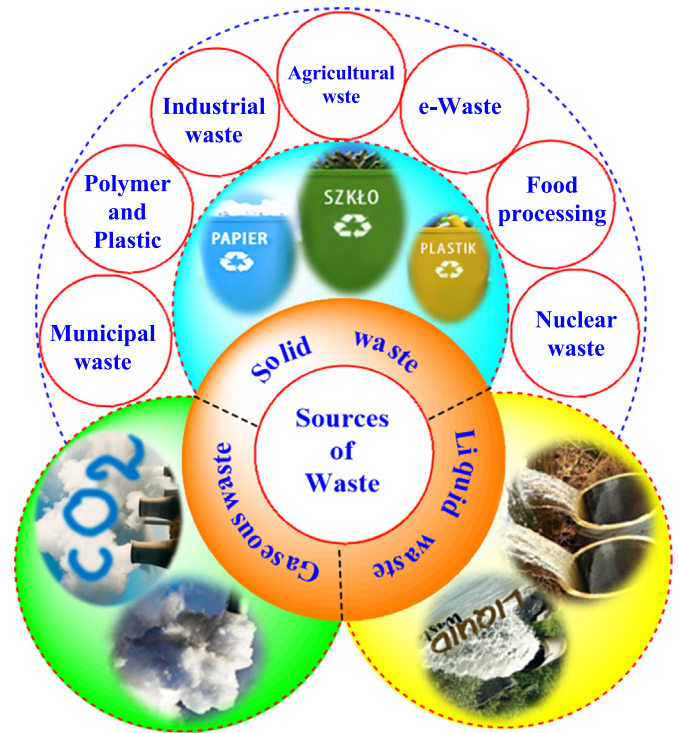 Agricultural
wste
Industrial
waste
e-Waste
Polymer
and
Plastic
Food
processing
Municipal
waste
Nuclear
waste
PAPIER
SZKŁO
PLASTIK
Solid waste
Liquid waste
Gaseous waste
Sources
of
Waste
CO2
LIQUID